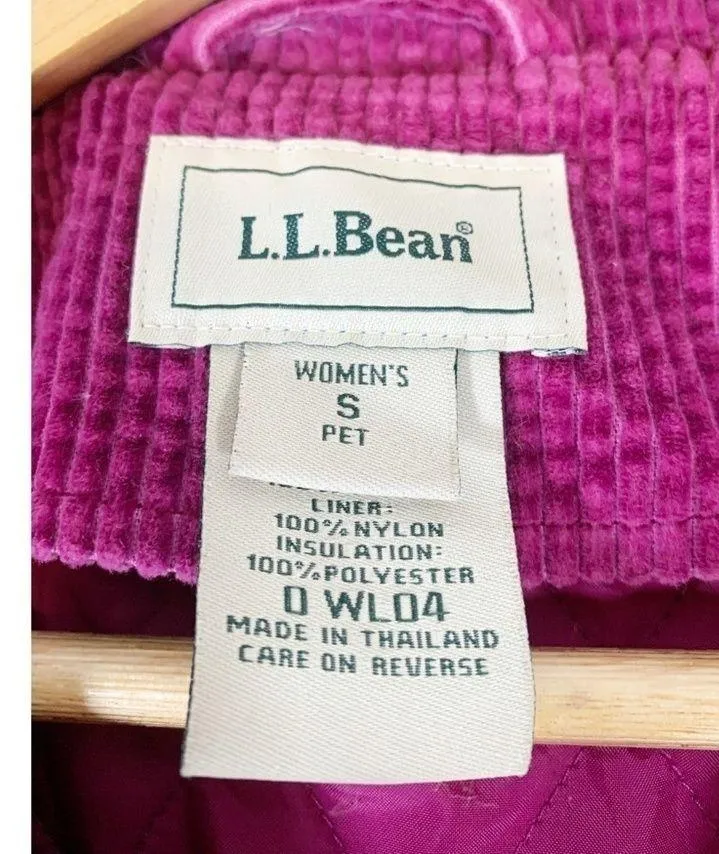 L.L.Bean®
WOMEN'S
S
PET
LINER:
100% NYLON
INSULATION:
100% POLYESTER
0 WL04
MADE IN THAILAND
CARE ON REVERSE